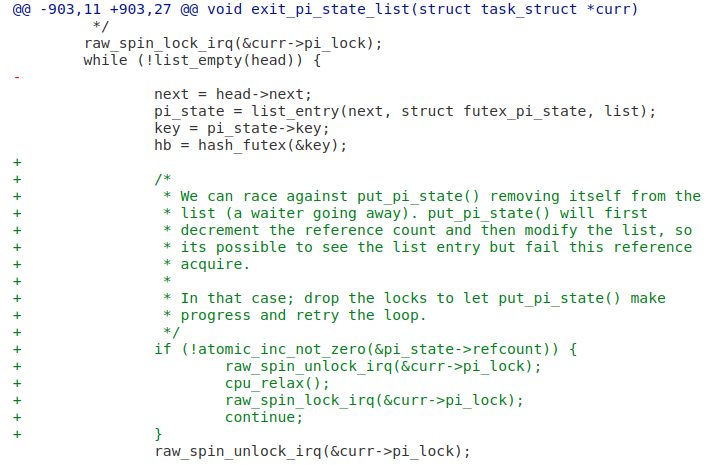 @@ -903,11 +903,27 @@ void exit_pi_state_list(struct task_struct *curr)
         */
        raw_spin_lock_irq(&curr->pi_lock);
        while (!list_empty(head)) {
-
                next = head->next;
                pi_state = list_entry(next, struct futex_pi_state, list);
                key = pi_state->key;
                hb = hash_futex(&key);
+
+               /*
+                * We can race against put_pi_state() removing itself from the
+                * list (a waiter going away). put_pi_state() will first
+                * decrement the reference count and then modify the list, so
+                * its possible to see the list entry but fail this reference
+                * acquire.
+                *
+                * In that case; drop the locks to let put_pi_state() make
+                * progress and retry the loop.
+                */
+               if (!atomic_inc_not_zero(&pi_state->refcount)) {
+                       raw_spin_unlock_irq(&curr->pi_lock);
+                       cpu_relax();
+                       raw_spin_lock_irq(&curr->pi_lock);
+                       continue;
+               }
                raw_spin_unlock_irq(&curr->pi_lock);